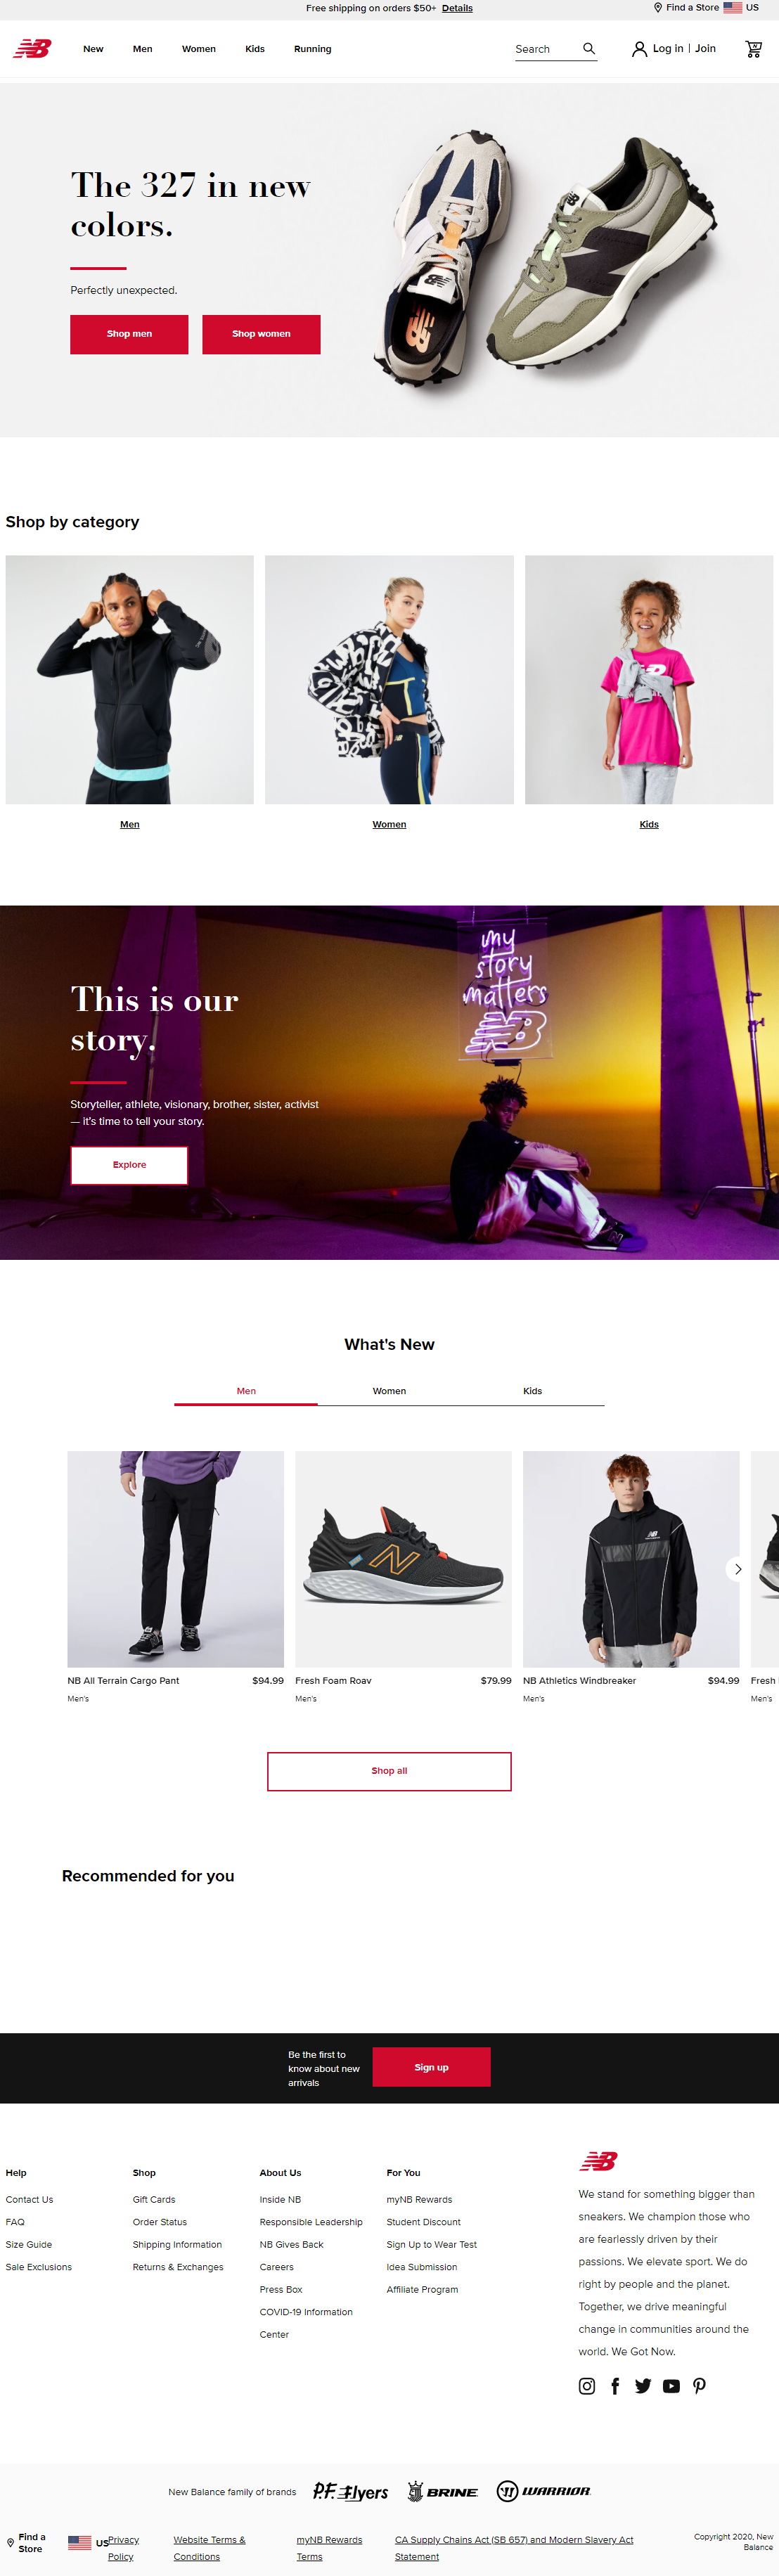 Free shipping on orders $50+ Details
Find a Store US
New Men Women Kids Running
Search
Log in | Join
The 327 in new
colors.
Perfectly unexpected.
Shop men
Shop women
Shop by category
Men
Women
Kids
my
story
matters
NB
This is our
story.
Storyteller, athlete, visionary, brother, sister, activist
— it's time to tell your story.
Explore
What's New
Men Women Kids
NB All Terrain Cargo Pant $94.99
Men's
Fresh Foam Roav $79.99
Men's
NB Athletics Windbreaker $94.99
Men's
Fresh
Men's
Shop all
Recommended for you
Be the first to
know about new
arrivals
Sign up
Help
Contact Us
FAQ
Size Guide
Sale Exclusions
Shop
Gift Cards
Order Status
Shipping Information
Returns & Exchanges
About Us
Inside NB
Responsible Leadership
NB Gives Back
Careers
Press Box
COVID-19 Information
Center
For You
myNB Rewards
Student Discount
Sign Up to Wear Test
Idea Submission
Affiliate Program
NB
We stand for something bigger than
sneakers. We champion those who
are fearlessly driven by their
passions. We elevate sport. We do
right by people and the planet.
Together, we drive meaningful
change in communities around the
world. We Got Now.
New Balance family of brands
P.F. Flyers
BRINE
WARRIOR
Find a
Store
US
Privacy
Policy
Website Terms &
Conditions
myNB Rewards
Terms
CA Supply Chains Act (SB 657) and Modern Slavery Act
Statement
Copyright 2020, New
Balance